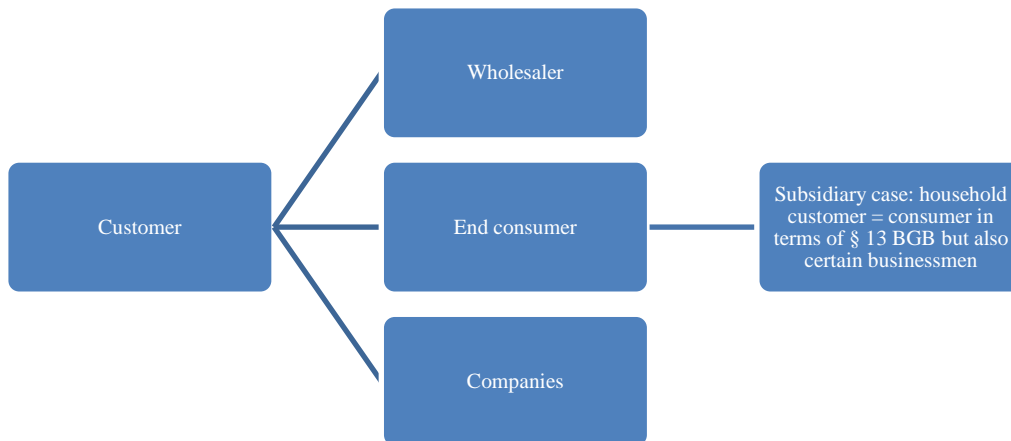 Wholesaler
Customer
End consumer
Subsidiary case: household
customer = consumer in
terms of § 13 BGB but also
certain businessmen
Companies